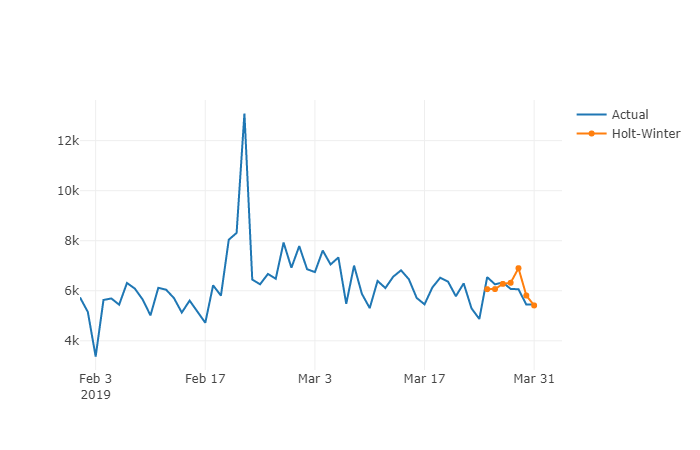 Actual
Holt-Winter
12k
10k
8k
6k
4k
Feb 3
2019
Feb 17
Mar 3
Mar 17
Mar 31